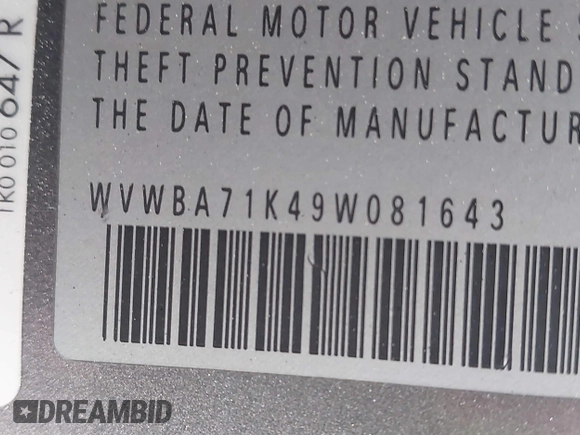 FEDERAL MOTOR VEHICLE
THEFT PREVENTION STAND
THE DATE OF MANUFACTUR
WVWBA71K49W081643
1K0 010 647 R
DREAMBID